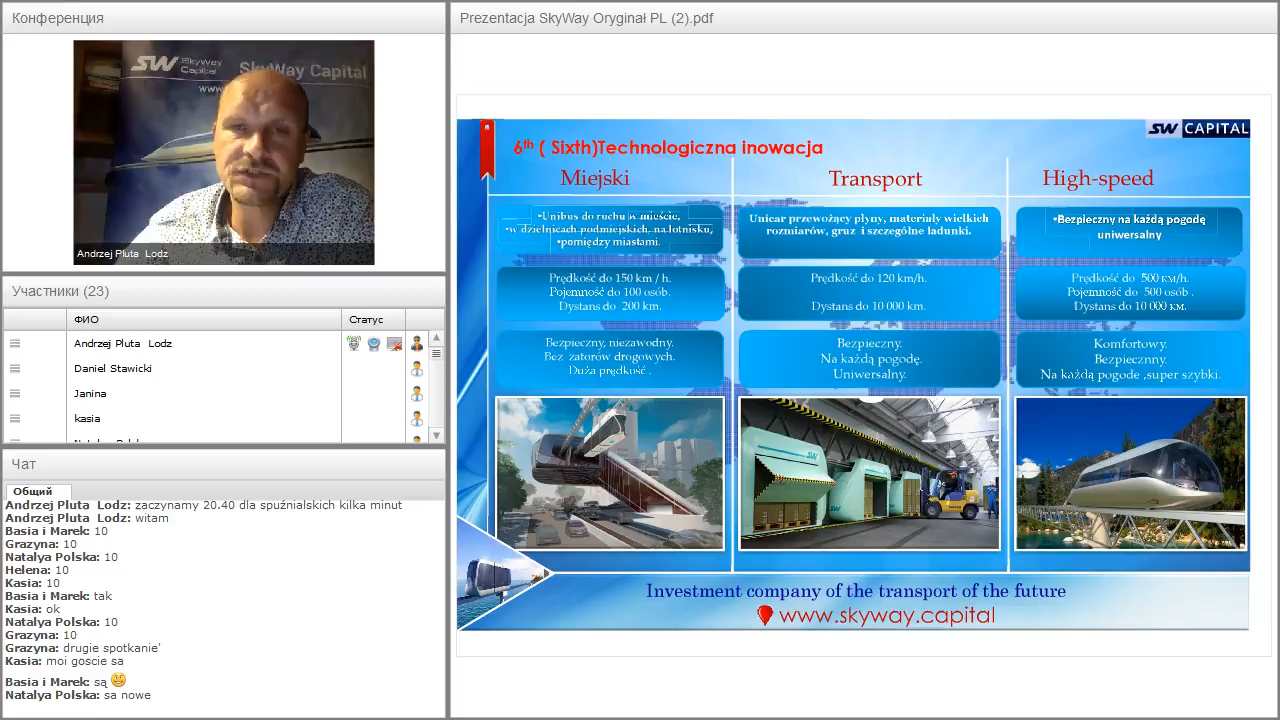 Конференция
SW SkyWay Capital
SkyWay Capital
www
Andrzej Pluta Lodz
Участники (23)
ФИО
Статус
Andrzej Pluta Lodz
Daniel Stawicki
Janina
kasia
Чат
Общий
Andrzej Pluta Lodz: zaczynamy 20.40 dla spużnialskich kilka minut
Andrzej Pluta Lodz: witam
Basia i Marek: 10
Grazyna: 10
Natalya Polska: 10
Helena: 10
Kasia: 10
Basia i Marek: tak
Kasia: ok
Natalya Polska: 10
Grazyna: 10
Grazyna: drugie spotkanie'
Kasia: moi goscie sa
Basia i Marek: są
Natalya Polska: sa nowe
Prezentacja SkyWay Oryginał PL (2).pdf
SW CAPITAL
6th ( Sixth)Technologiczna inowacja
Miejski
•Unibus do ruchu w mieście,
•w dzielnicach podmiejskich, na lotnisku,
•pomiędzy miastami.
Prędkość do 150 km / h.
Pojemność do 100 osób.
Dystans do 200 km.
Bezpieczny, niezawodny.
Bez zatorów drogowych.
Duża prędkość .
Transport
Unicar przewożący płyny, materiały wielkich
rozmiarów, gruz i szczególne ładunki.
Prędkość do 120 km/h.
Dystans do 10 000 km.
Bezpieczny.
Na każdą pogodę.
Uniwersalny.
SW
SW
High-speed
•Bezpieczny na każdą pogodę
uniwersalny
Prędkość do 500 км/h.
Pojemność do 500 osób .
Dystans do 10 000 км.
Komfortowy.
Bezpiecznny.
Na każdą pogode ,super szybki.
Investment company of the transport of the future
www.skyway.capital